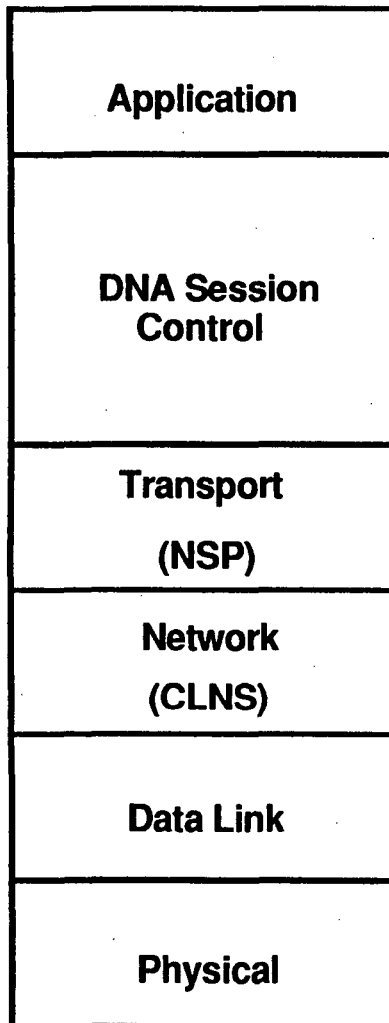 Application
DNA Session
Control
Transport
(NSP)
Network
(CLNS)
Data Link
Physical